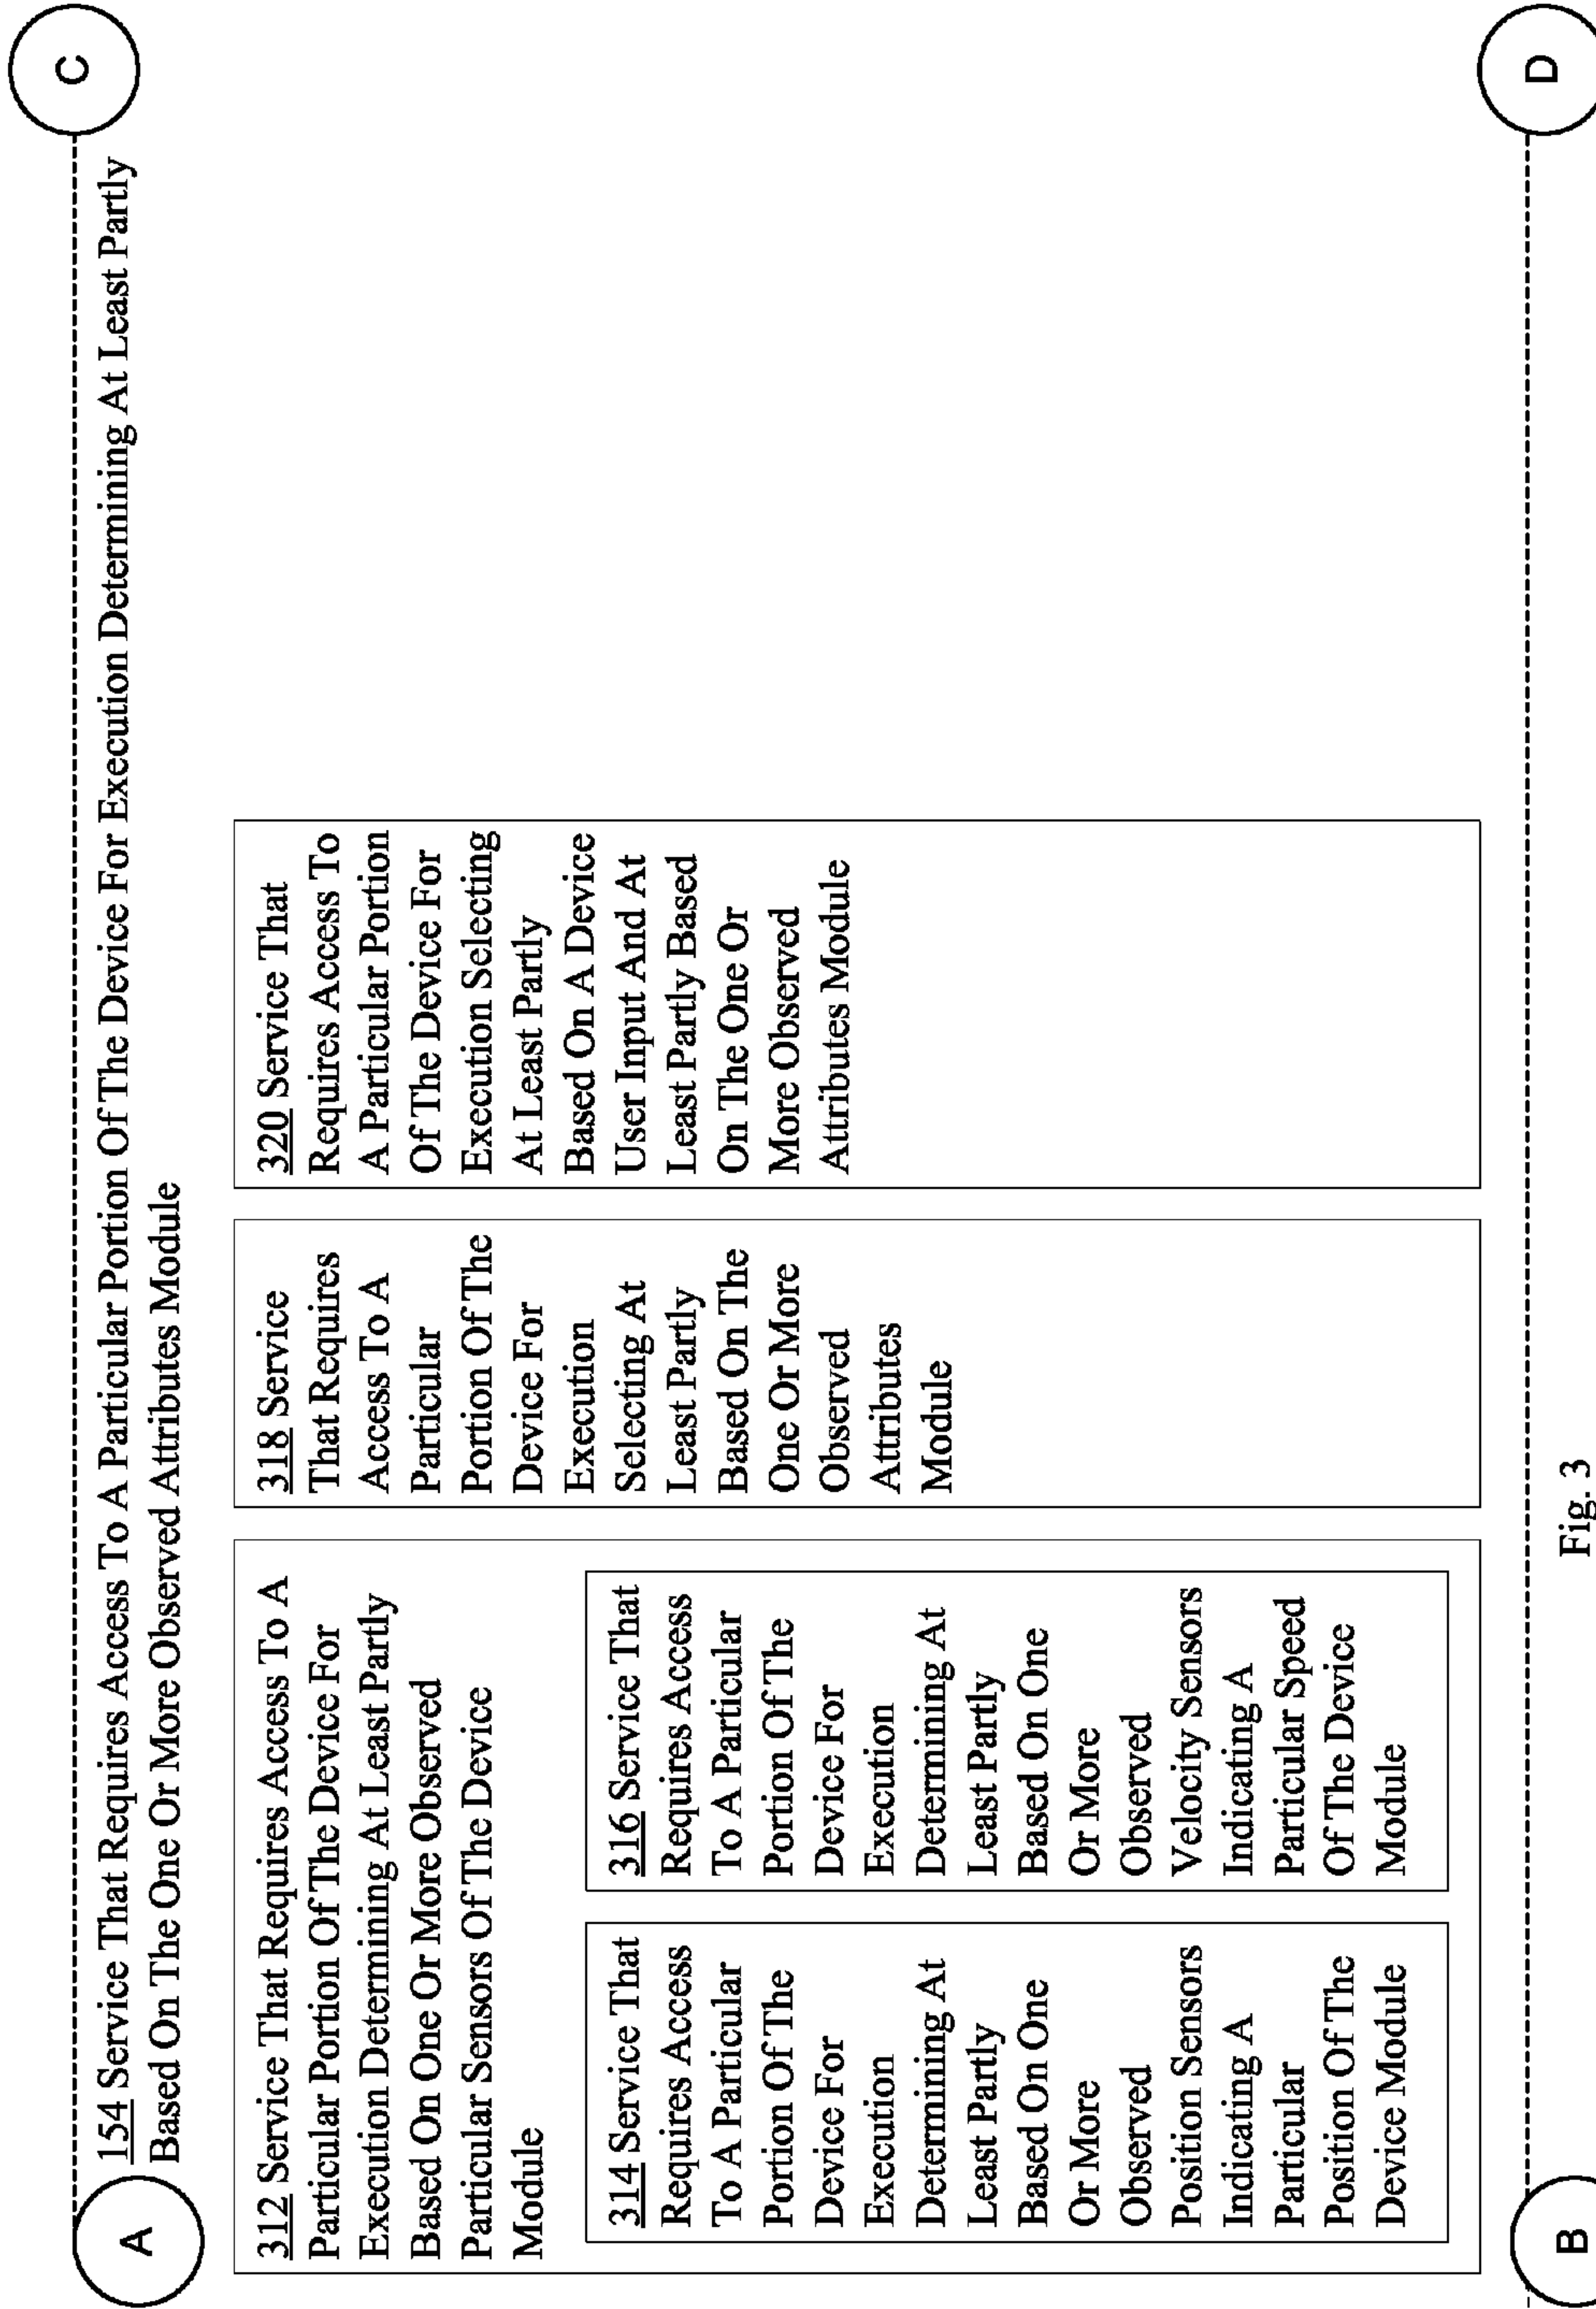 A
C
154 Service That Requires Access To A Particular Portion Of The Device For Execution Determining At Least Partly
Based On The One Or More Observed Attributes Module
312 Service That Requires Access To A
Particular Portion Of The Device For
Execution Determining At Least Partly
Based On One Or More Observed
Particular Sensors Of The Device
Module
314 Service That
Requires Access
To A Particular
Portion Of The
Device For
Execution
Determining At
Least Partly
Based On One
Or More
Observed
Position Sensors
Indicating A
Particular
Position Of The
Device Module
316 Service That
Requires Access
To A Particular
Portion Of The
Device For
Execution
Determining At
Least Partly
Based On One
Or More
Observed
Velocity Sensors
Indicating A
Particular Speed
Of The Device
Module
318 Service
That Requires
Access To A
Particular
Portion Of The
Device For
Execution
Selecting At
Least Partly
Based On The
One Or More
Observed
Attributes
Module
320 Service That
Requires Access To
A Particular Portion
Of The Device For
Execution Selecting
At Least Partly
Based On A Device
User Input And At
Least Partly Based
On The One Or
More Observed
Attributes Module
B
D
Fig. 3